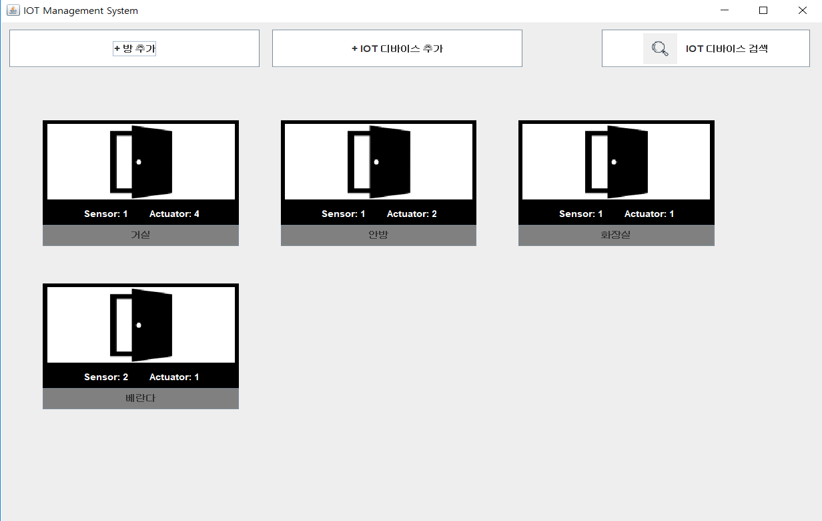 IOT Management System
+ 방 추가
+ IOT 디바이스 추가
IOT 디바이스 검색
Sensor: 1 Actuator: 4
거실
Sensor: 1 Actuator: 2
안방
Sensor: 1 Actuator: 1
화장실
Sensor: 2 Actuator: 1
베란다